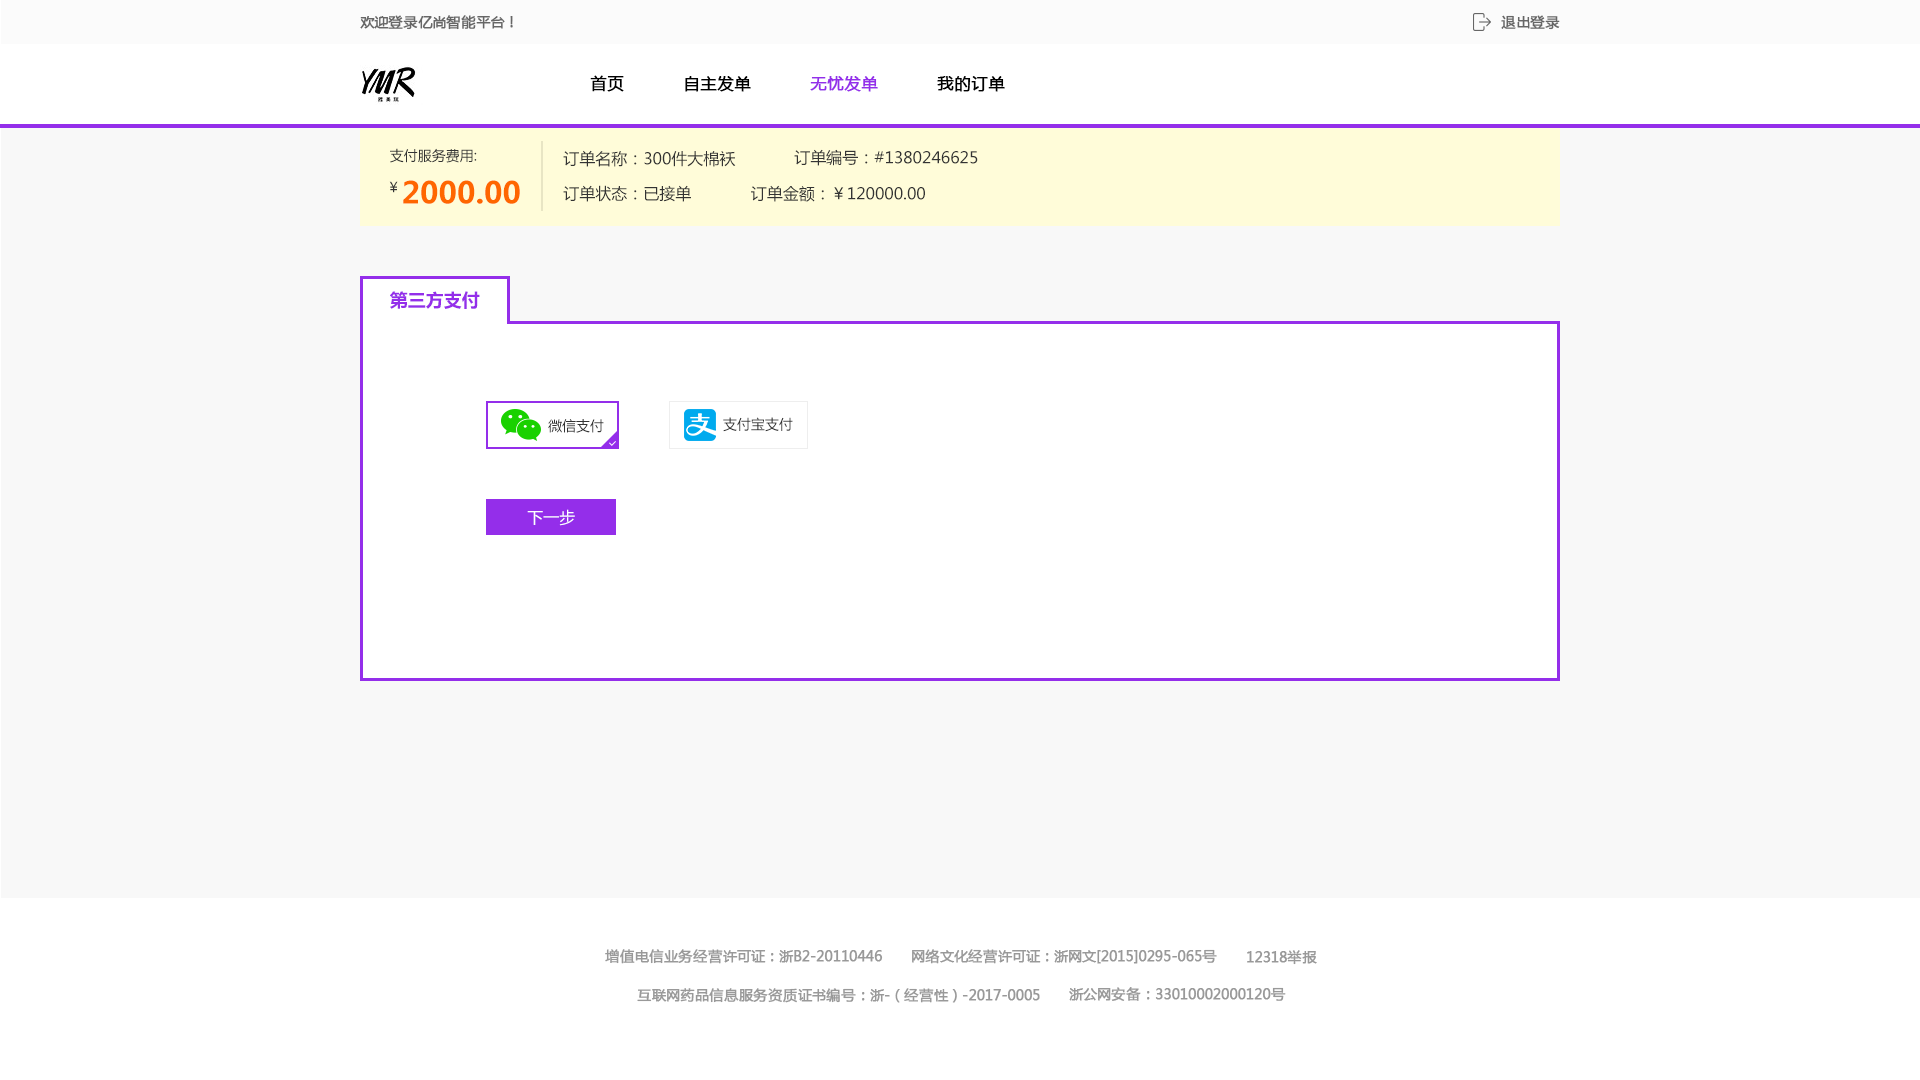 欢迎登录亿尚智能平台！ 退出登录
YMR 首页 自主发单 无忧发单 我的订单
支付服务费用: 订单名称：300件大棉袄 订单编号：#1380246625
¥ 2000.00 订单状态：已接单 订单金额：￥120000.00
第三方支付
微信支付 支付宝支付
下一步
增值电信业务经营许可证：浙B2-20110446 网络文化经营许可证：浙网文[2015]0295-065号 12318举报
互联网药品信息服务资质证书编号：浙-（经营性）-2017-0005 浙公网安备：33010002000120号